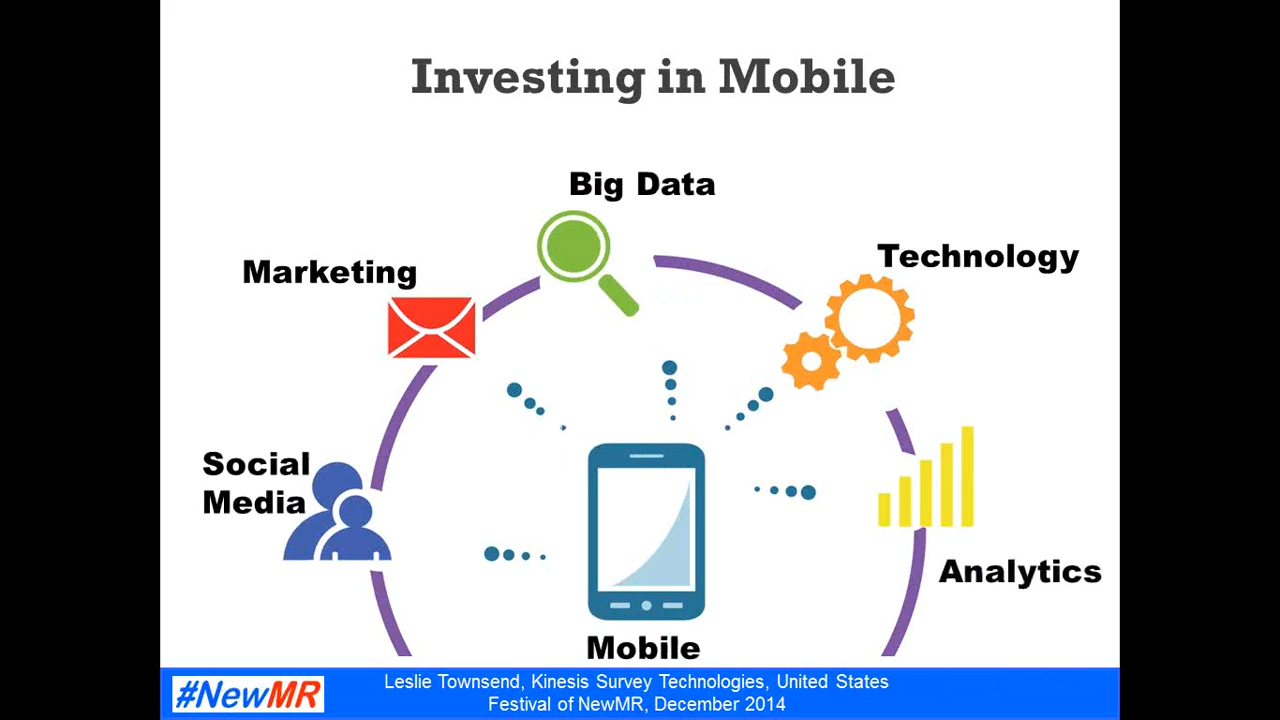 Investing in Mobile
Big Data
Marketing
Technology
Social
Media
Analytics
Mobile
#NewMR
Leslie Townsend, Kinesis Survey Technologies, United States
Festival of NewMR, December 2014